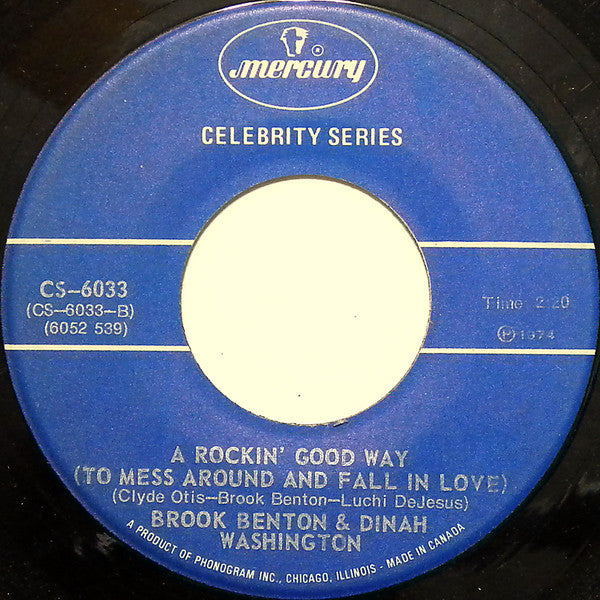 ®
mercury
CELEBRITY SERIES
CS-6033
(CS-6033-B)
(6052 539)
Time 2:20
℗1974
A ROCKIN' GOOD WAY
(TO MESS AROUND AND FALL IN LOVE)
(Clyde Otis-Brook Benton-Luchi DeJesus)
BROOK BENTON & DINAH
WASHINGTON
A PRODUCT OF PHONOGRAM INC., CHICAGO, ILLINOIS - MADE IN CANADA